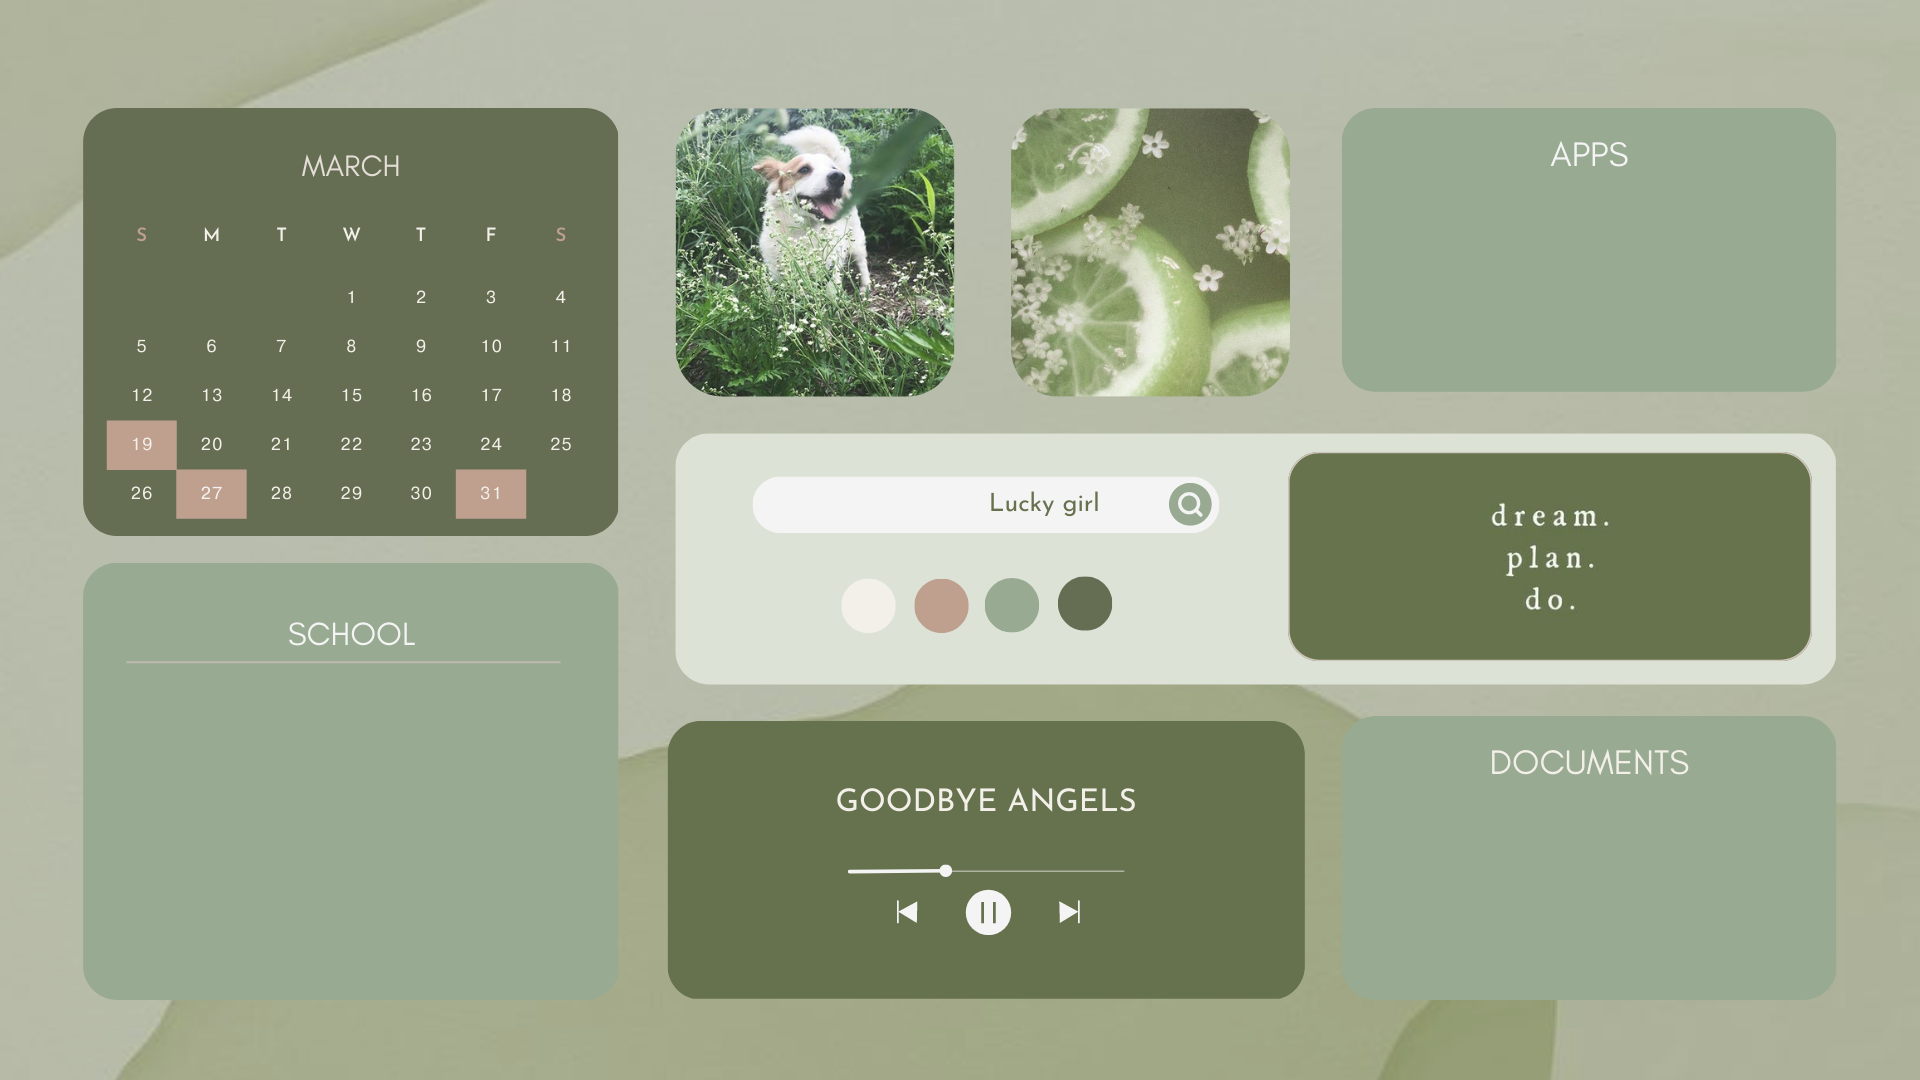 MARCH
S M T W T F S
1 2 3 4
5 6 7 8 9 10 11
12 13 14 15 16 17 18
19 20 21 22 23 24 25
26 27 28 29 30 31
SCHOOL
APPS
Lucky girl
dream.
plan.
do.
GOODBYE ANGELS
DOCUMENTS